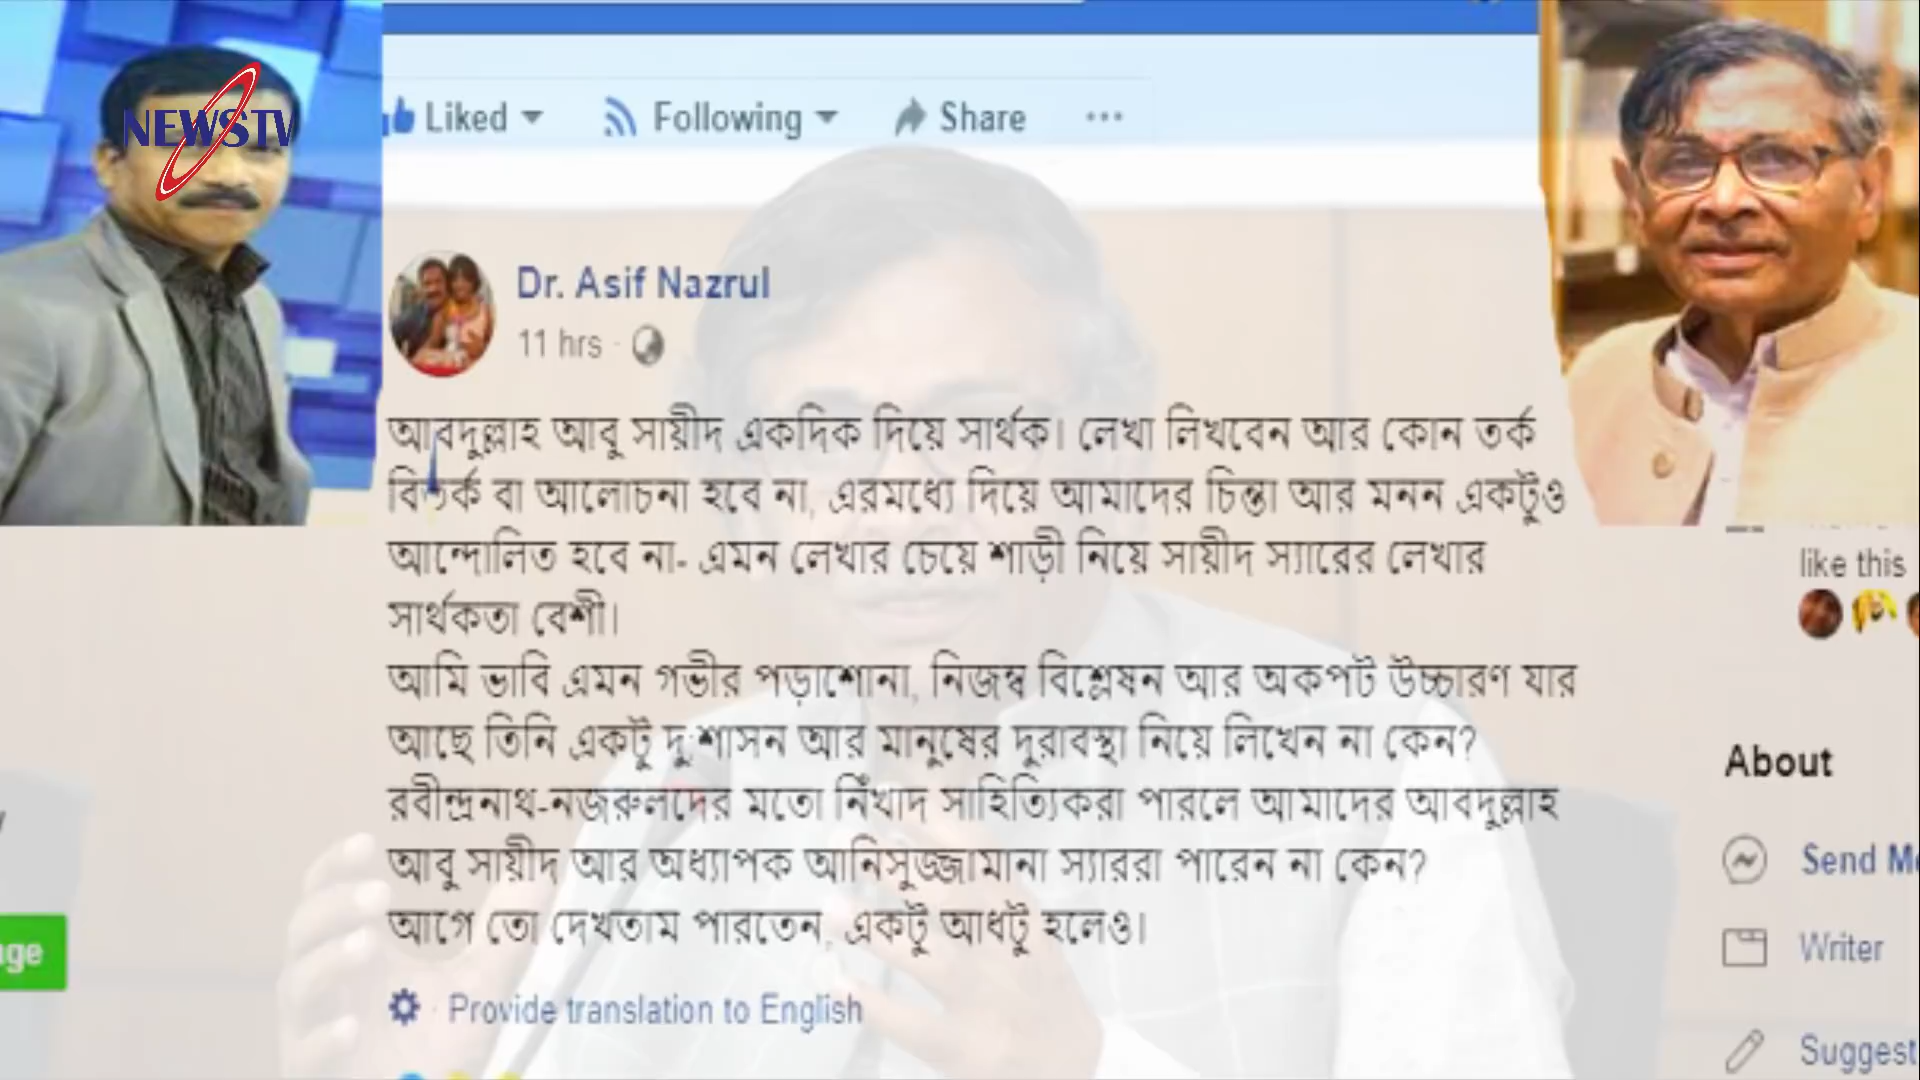 NEWSTV
Liked
Following
Share
Dr. Asif Nazrul
11 hrs
আবদুল্লাহ আবু সায়ীদ একদিক দিয়ে সার্থক। লেখা লিখবেন আর কোন তর্ক
বিতর্ক বা আলোচনা হবে না, এরমধ্যে দিয়ে আমাদের চিন্তা আর মনন একটুও
আন্দোলিত হবে না- এমন লেখার চেয়ে শাড়ী নিয়ে সায়ীদ স্যারের লেখার
সার্থকতা বেশী।
আমি ভাবি এমন গভীর পড়াশোনা, নিজস্ব বিশ্লেষন আর অকপট উচ্চারণ যার
আছে তিনি একটু দু:শাসন আর মানুষের দুরাবস্থা নিয়ে লিখেন না কেন?
রবীন্দ্রনাথ-নজরুলদের মতো নিঁখাদ সাহিত্যিকরা পারলে আমাদের আবদুল্লাহ
আবু সায়ীদ আর অধ্যাপক আনিসুজ্জামানা স্যাররা পারেন না কেন?
আগে তো দেখতাম পারতেন, একটু আধটু হলেও।
Provide translation to English
like this
About
Send Me
Writer
Suggest
ge